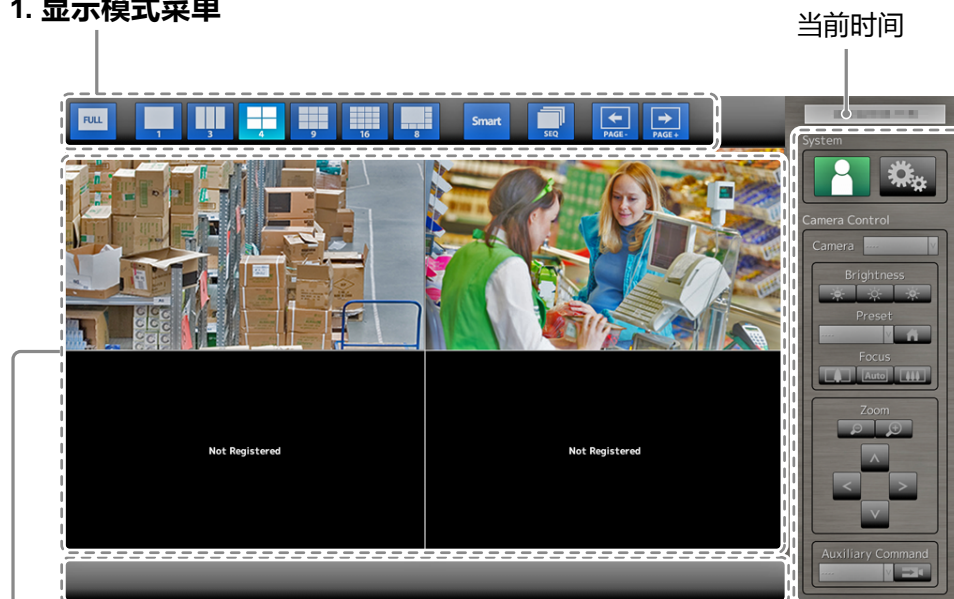 1. 显示模式菜单
当前时间
FULL
1
3
4
9
16
8
Smart
SEQ
PAGE -
PAGE +
System
Camera Control
Camera
Brightness
Preset
Focus
Auto
Zoom
Not Registered
Not Registered
Auxiliary Command